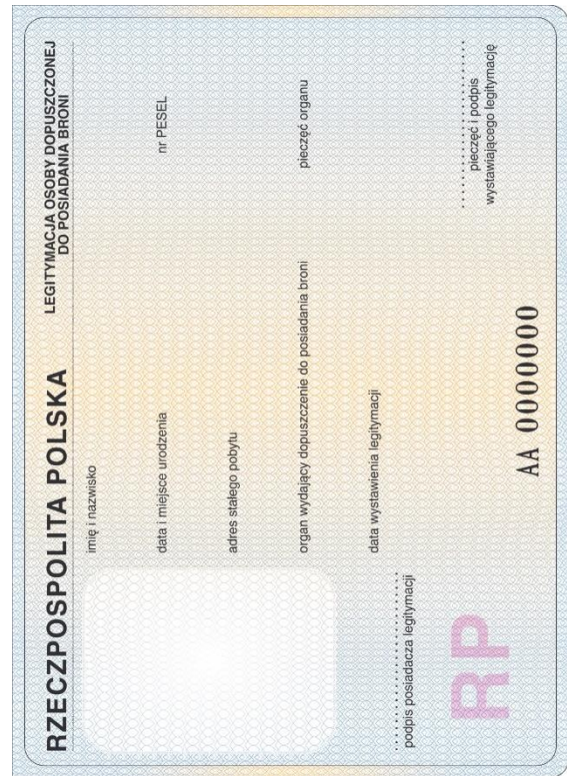 RZECZPOSPOLITA POLSKA
LEGITYMACJA OSOBY DOPUSZCZONEJ
DO POSIADANIA BRONI
imię i nazwisko
data i miejsce urodzenia
nr PESEL
adres stałego pobytu
organ wydający dopuszczenie do posiadania broni
pieczęć organu
data wystawienia legitymacji
podpis posiadacza legitymacji
pieczęć i podpis
wystawiającego legitymację
RP
AA 0000000